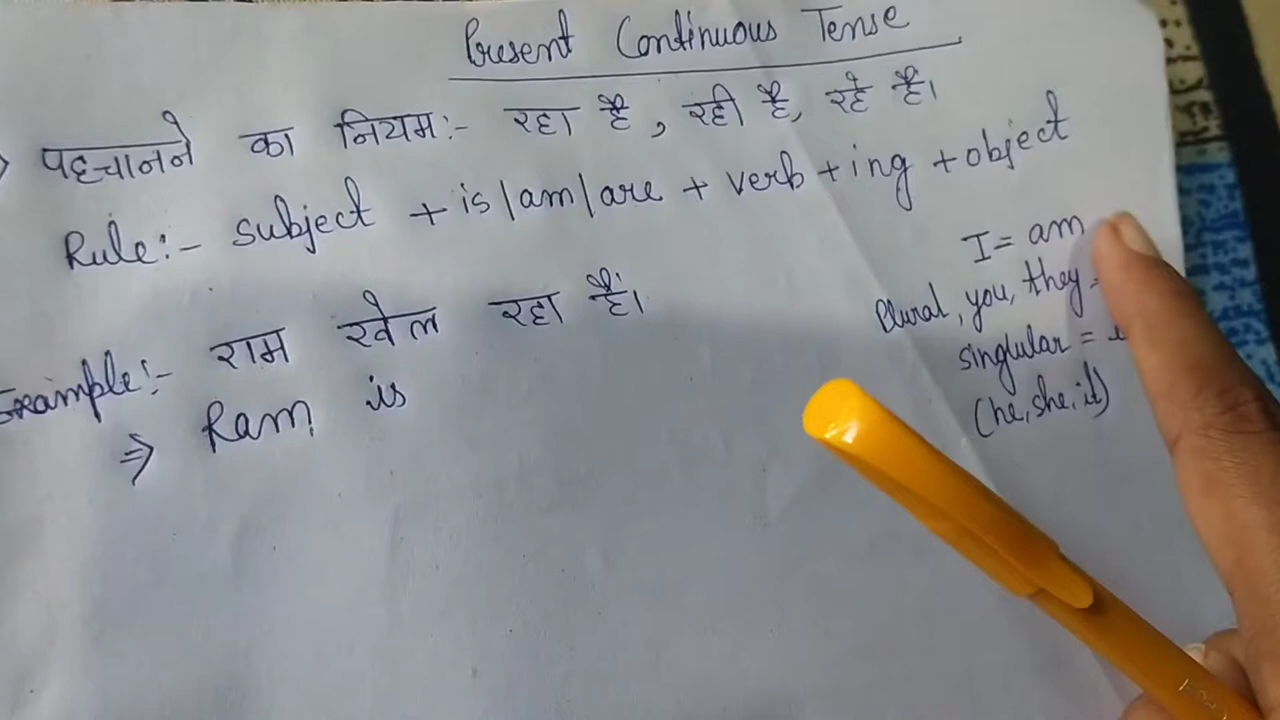 Present Continuous Tense
पहचानने का नियम:- रहा है, रही है, रहे हैं।
Rule:- subject + is/am/are + verb + ing + object
I = am
Plural, you, they =
singlular =
(he, she, it)
Example:- राम खेल रहा है।
⇒ Ram is